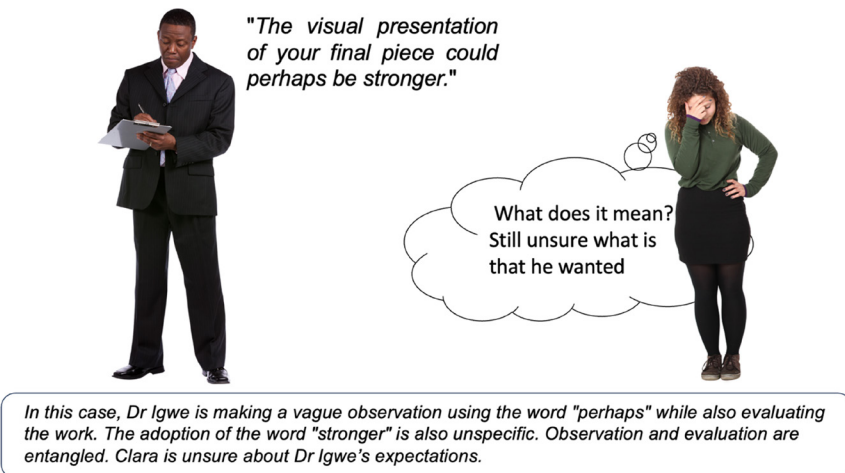 "The visual presentation
of your final piece could
perhaps be stronger."
What does it mean?
Still unsure what is
that he wanted
In this case, Dr Igwe is making a vague observation using the word "perhaps" while also evaluating
the work. The adoption of the word "stronger" is also unspecific. Observation and evaluation are
entangled. Clara is unsure about Dr Igwe's expectations.